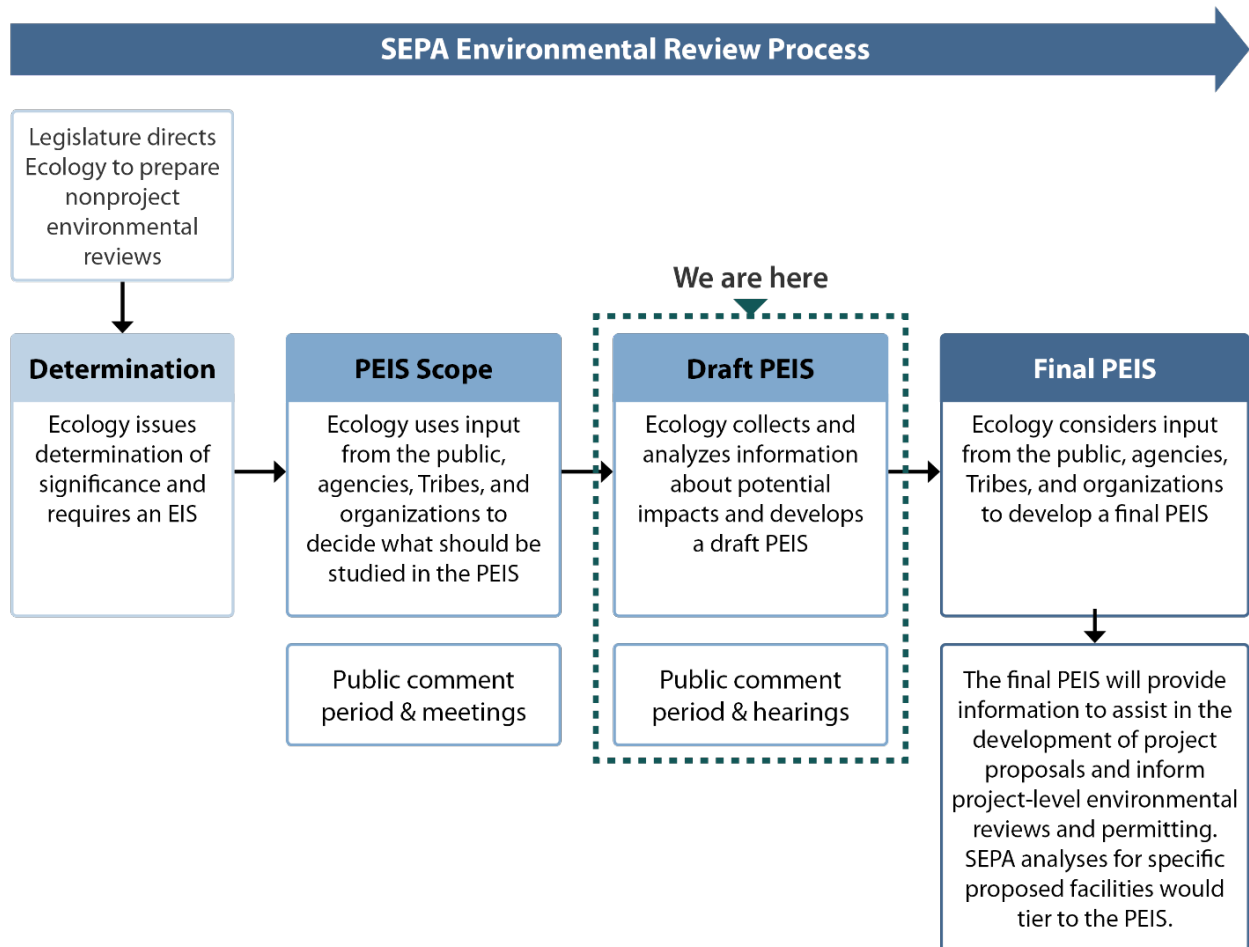 SEPA Environmental Review Process
Legislature directs
Ecology to prepare
nonproject
environmental
reviews
We are here
Determination
Ecology issues
determination of
significance and
requires an EIS
PEIS Scope
Ecology uses input
from the public,
agencies, Tribes, and
organizations to
decide what should be
studied in the PEIS
Public comment
period & meetings
Draft PEIS
Ecology collects and
analyzes information
about potential
impacts and develops
a draft PEIS
Public comment
period & hearings
Final PEIS
Ecology considers input
from the public, agencies,
Tribes, and organizations
to develop a final PEIS
The final PEIS will provide
information to assist in the
development of project
proposals and inform
project-level environmental
reviews and permitting.
SEPA analyses for specific
proposed facilities would
tier to the PEIS.